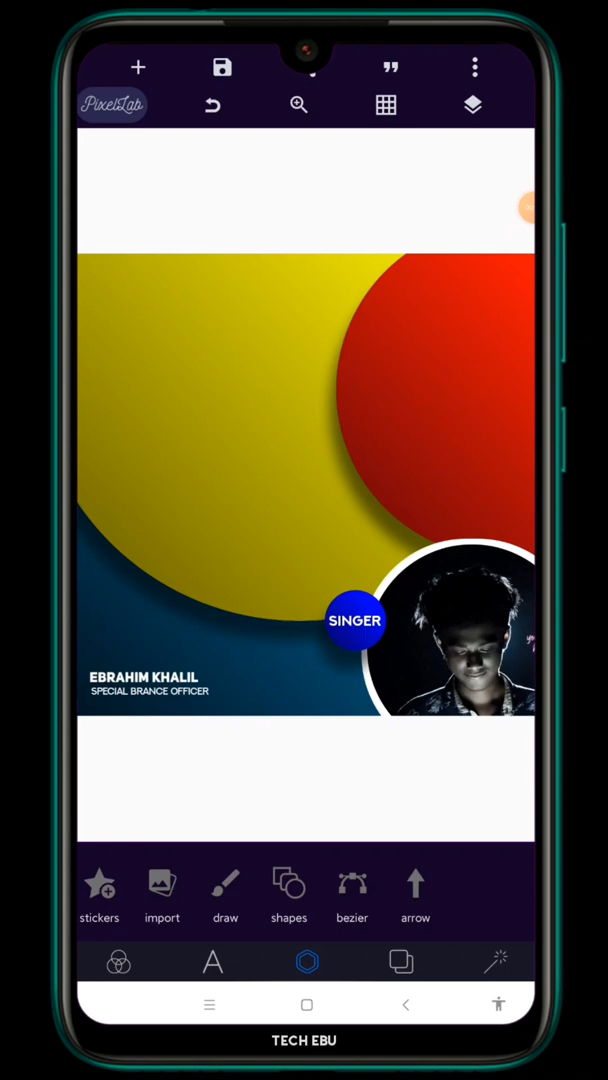 PixelLab
SINGER
EBRAHIM KHALIL
SPECIAL BRANCE OFFICER
stickers
import
draw
shapes
bezier
arrow
TECH EBU